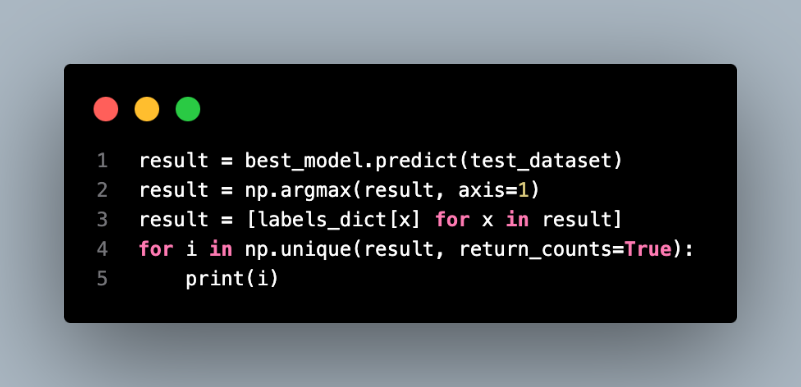 1 result = best_model.predict(test_dataset)
2 result = np.argmax(result, axis=1)
3 result = [labels_dict[x] for x in result]
4 for i in np.unique(result, return_counts=True):
5     print(i)